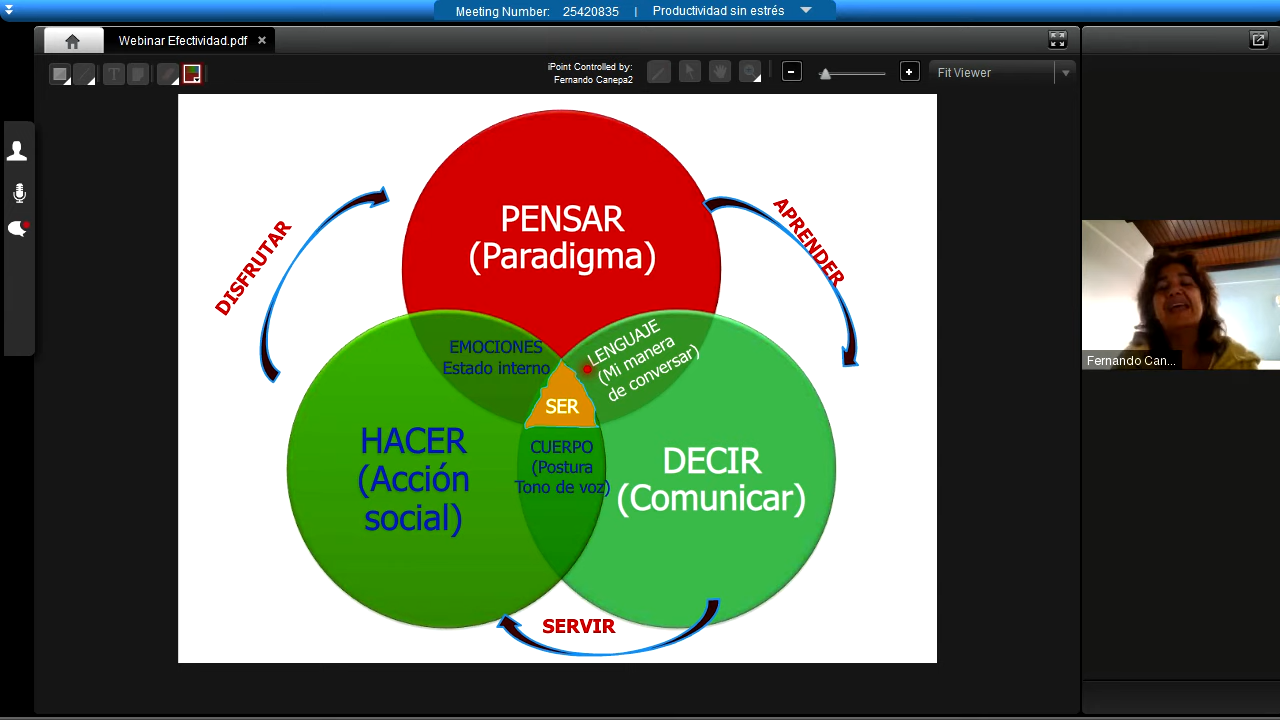 Meeting Number: 25420835 | Productividad sin estrés
Webinar Efectividad.pdf
iPoint Controlled by:
Fernando Canepa2
Fit Viewer
PENSAR
(Paradigma)
DISFRUTAR
APRENDER
EMOCIONES
Estado interno
LENGUAJE
(Mi manera
de conversar)
SER
HACER
(Acción
social)
CUERPO
(Postura
Tono de voz)
DECIR
(Comunicar)
SERVIR
Fernando Can...